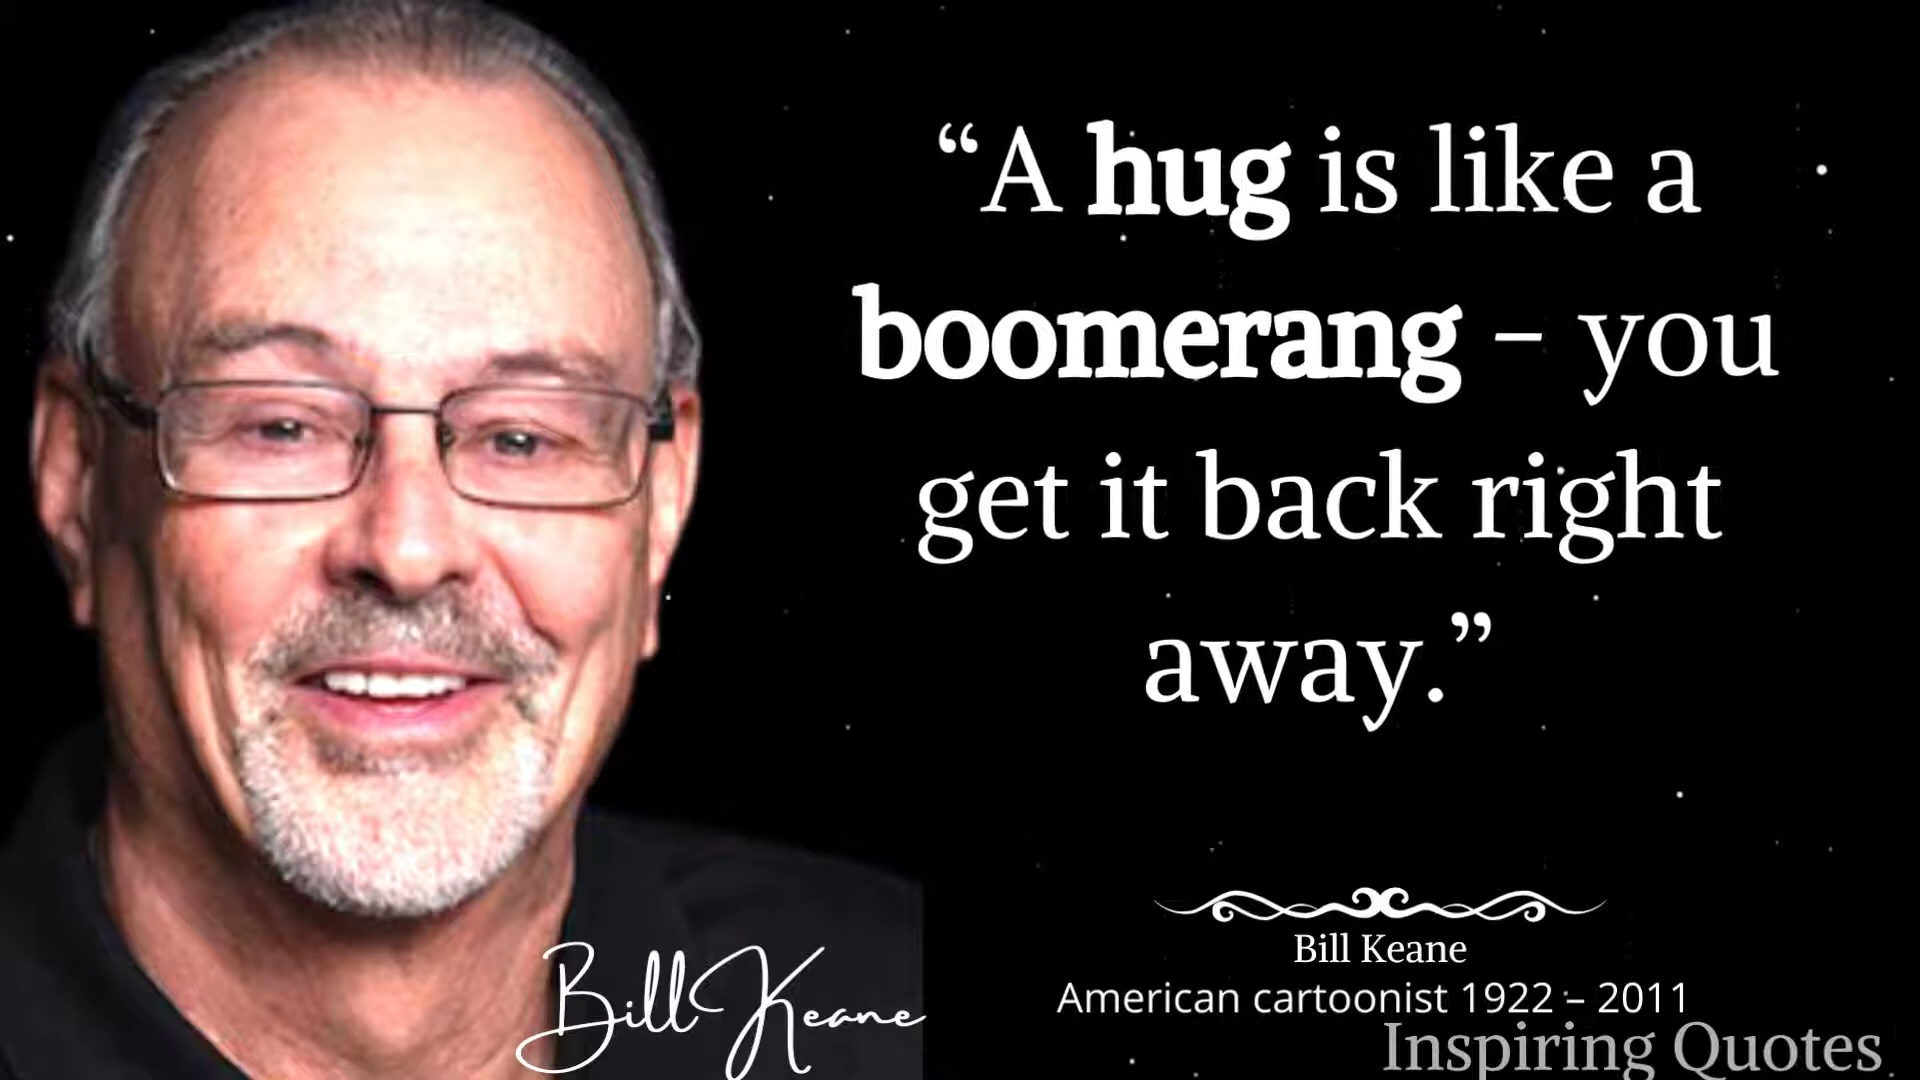 “A hug is like a
boomerang – you
get it back right
away.”
Bill Keane
Bill Keane
American cartoonist 1922 – 2011
Inspiring Quotes